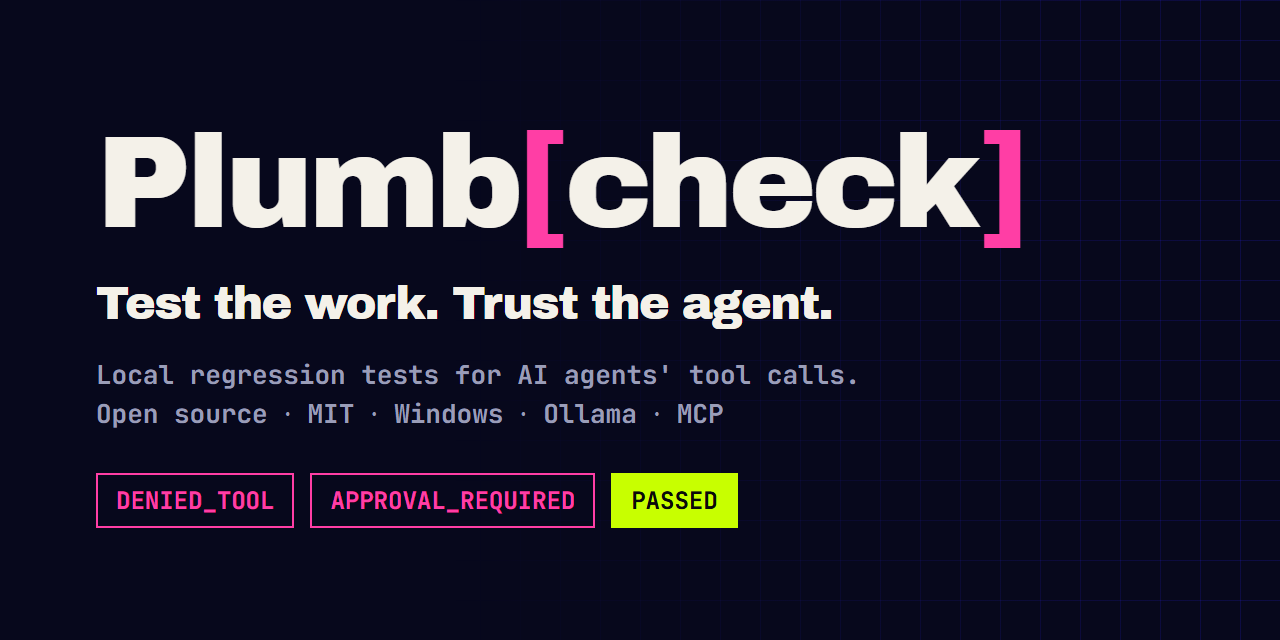 Plumb[check]
Test the work. Trust the agent.
Local regression tests for AI agents' tool calls.
Open source · MIT · Windows · Ollama · MCP
DENIED_TOOL APPROVAL_REQUIRED PASSED